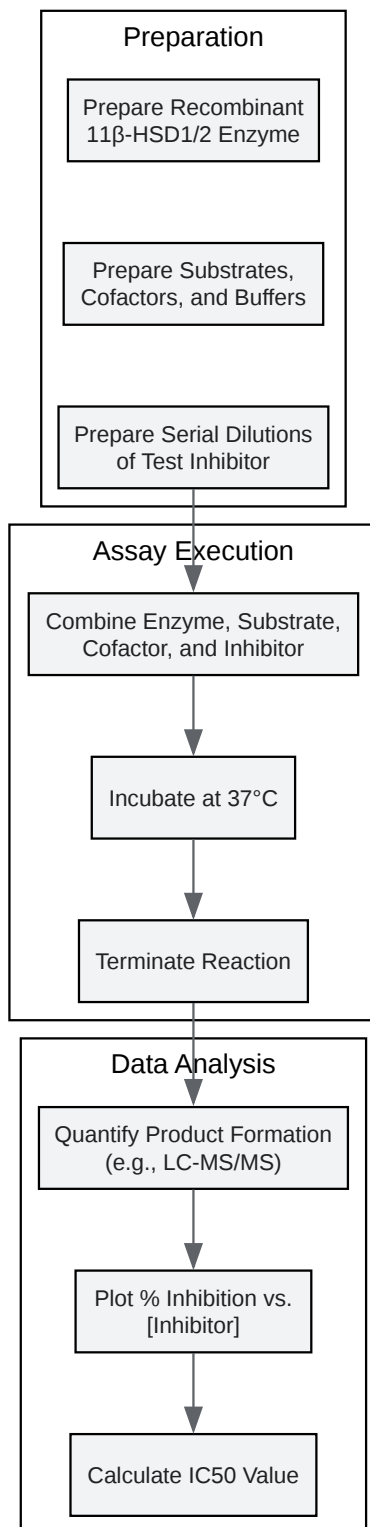 Preparation
Prepare Recombinant
11β-HSD1/2 Enzyme
Prepare Substrates,
Cofactors, and Buffers
Prepare Serial Dilutions
of Test Inhibitor
Assay Execution
Combine Enzyme, Substrate,
Cofactor, and Inhibitor
Incubate at 37°C
Terminate Reaction
Data Analysis
Quantify Product Formation
(e.g., LC-MS/MS)
Plot % Inhibition vs.
[Inhibitor]
Calculate IC50 Value